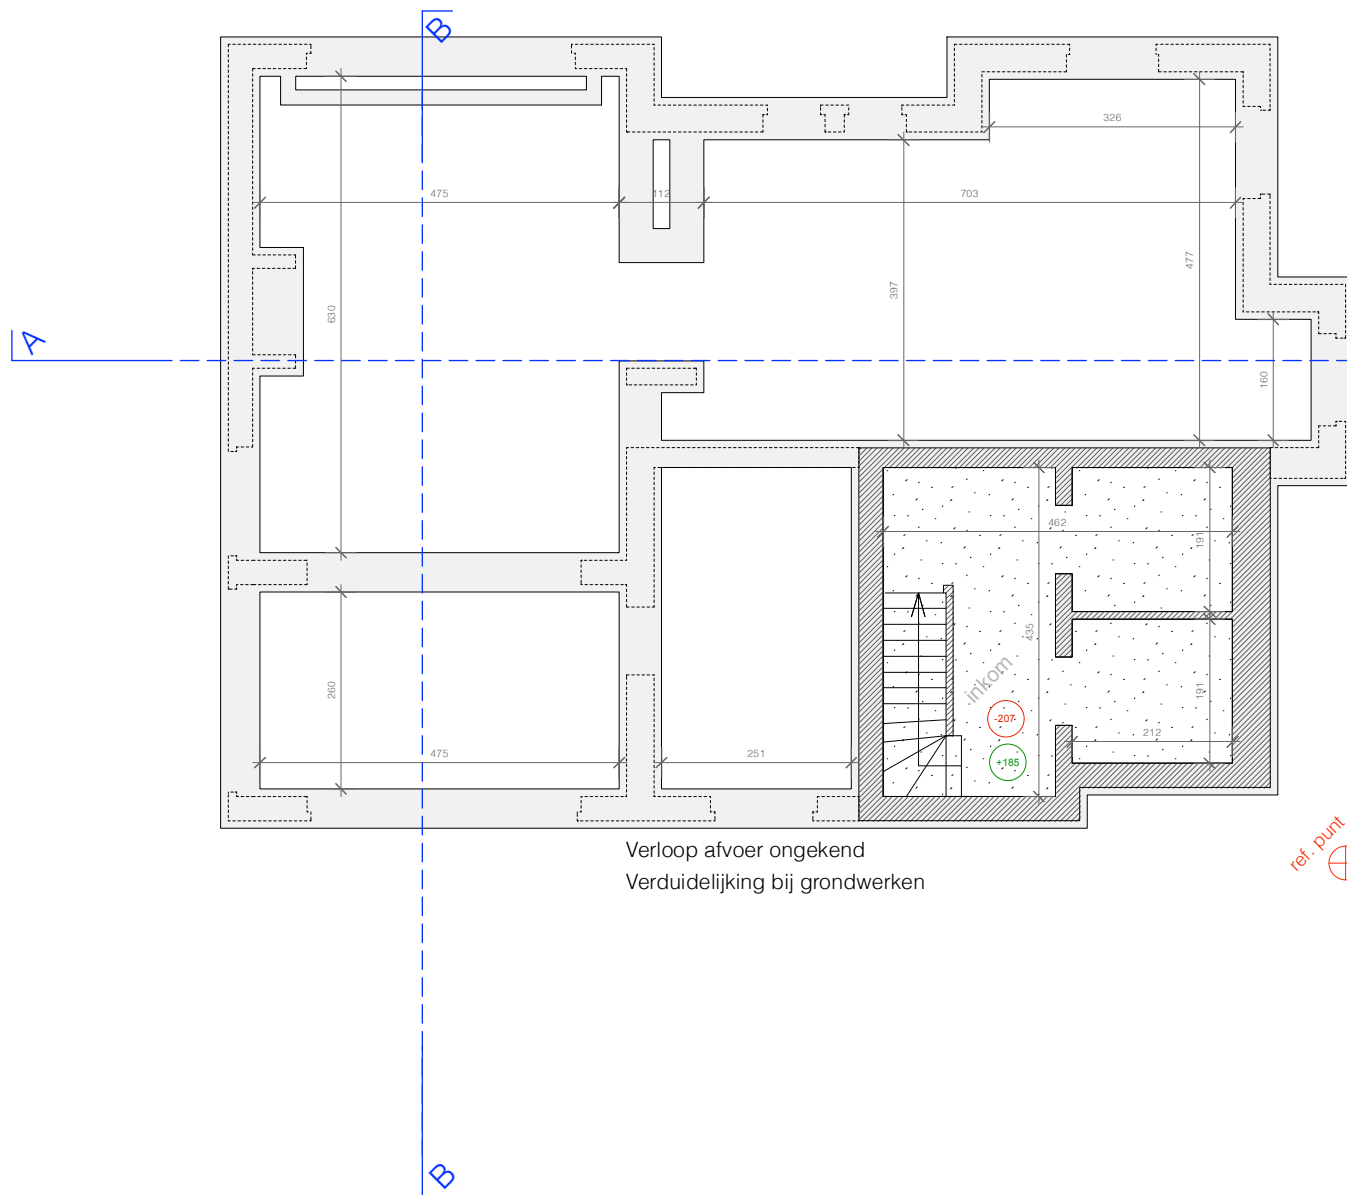 B
326
475
112
703
477
397
630
A
160
462
191
435
inkom
260
191
-207
212
475
251
+185
Verloop afvoer ongekend
Verduidelijking bij grondwerken
ref. punt
B